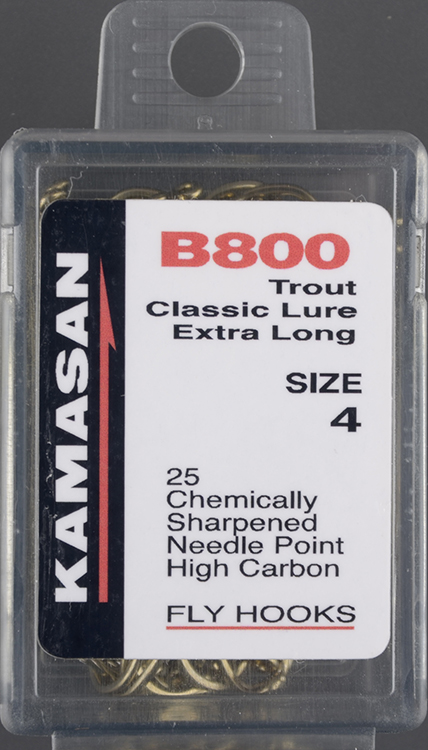 KAMASAN
B800
Trout
Classic Lure
Extra Long
SIZE
4
25
Chemically
Sharpened
Needle Point
High Carbon
FLY HOOKS